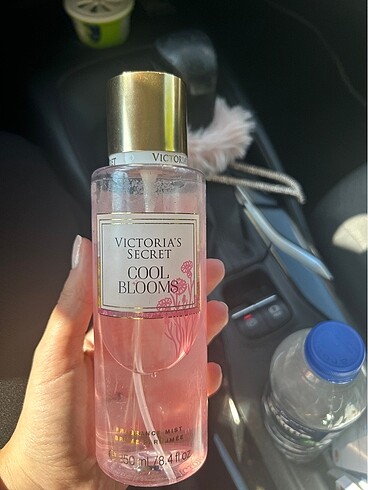 VICTORIA
VICTORIA'S
SECRET
COOL
BLOOMS
FRAGRANCE MIST
250 ml/8.4 fl oz